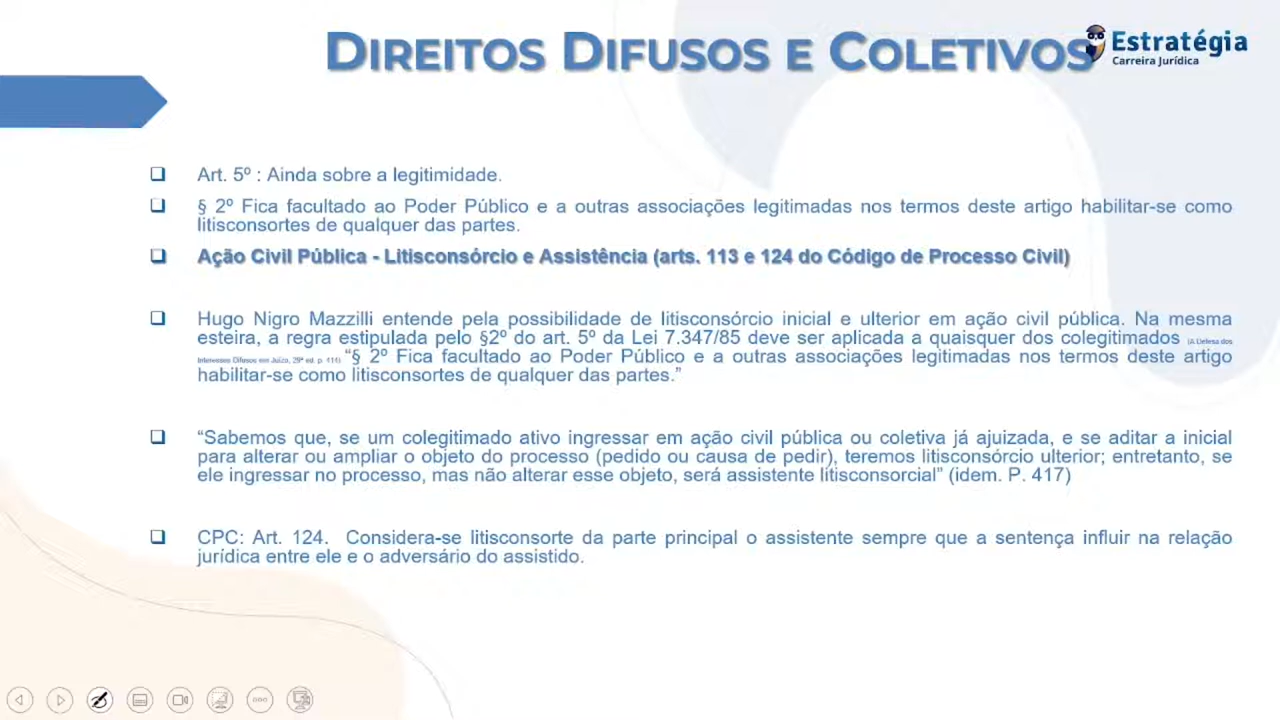 DIREITOS DIFUSOS E COLETIVOS
Estratégia
Carreira Jurídica
Art. 5º : Ainda sobre a legitimidade.
§ 2º Fica facultado ao Poder Público e a outras associações legitimadas nos termos deste artigo habilitar-se como
litisconsortes de qualquer das partes.
Ação Civil Pública - Litisconsórcio e Assistência (arts. 113 e 124 do Código de Processo Civil)
Hugo Nigro Mazzilli entende pela possibilidade de litisconsórcio inicial e ulterior em ação civil pública. Na mesma
esteira, a regra estipulada pelo §2º do art. 5º da Lei 7.347/85 deve ser aplicada a quaisquer dos colegitimados (A Defesa dos
Interesses Difusos em Juízo, 29ª ed. p. 411) “§ 2º Fica facultado ao Poder Público e a outras associações legitimadas nos termos deste artigo
habilitar-se como litisconsortes de qualquer das partes.”
“Sabemos que, se um colegitimado ativo ingressar em ação civil pública ou coletiva já ajuizada, e se aditar a inicial
para alterar ou ampliar o objeto do processo (pedido ou causa de pedir), teremos litisconsórcio ulterior; entretanto, se
ele ingressar no processo, mas não alterar esse objeto, será assistente litisconsorcial” (idem. P. 417)
CPC: Art. 124. Considera-se litisconsorte da parte principal o assistente sempre que a sentença influir na relação
jurídica entre ele e o adversário do assistido.